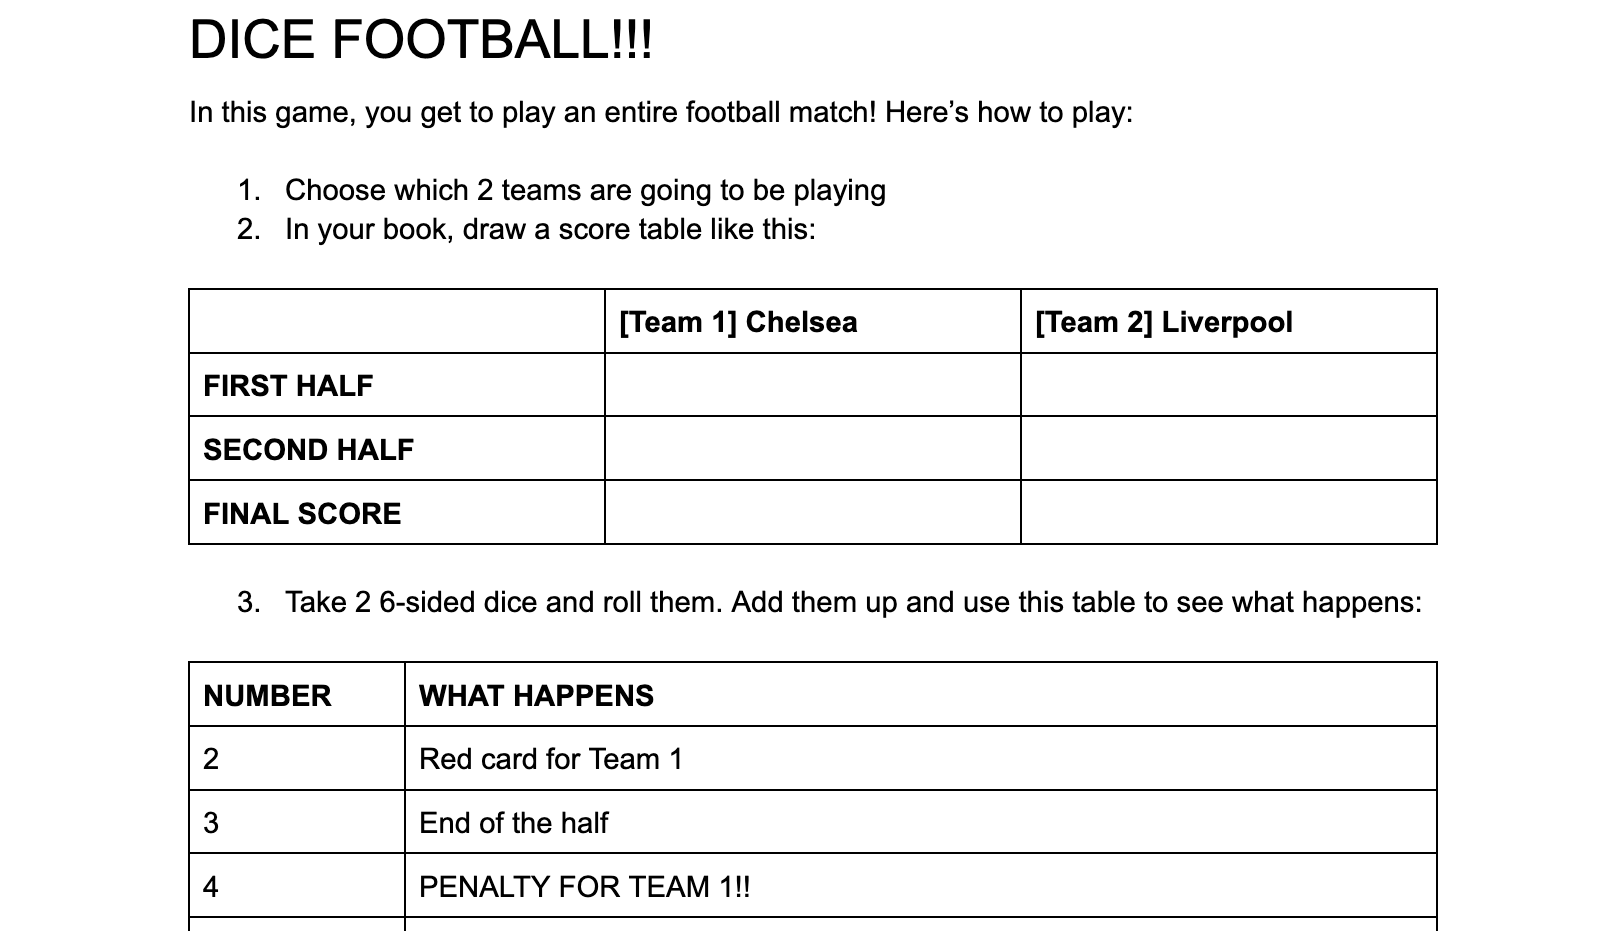 DICE FOOTBALL!!!
In this game, you get to play an entire football match! Here’s how to play:
1. Choose which 2 teams are going to be playing
2. In your book, draw a score table like this:
[Team 1] Chelsea [Team 2] Liverpool
FIRST HALF
SECOND HALF
FINAL SCORE
3. Take 2 6-sided dice and roll them. Add them up and use this table to see what happens:
NUMBER WHAT HAPPENS
2 Red card for Team 1
3 End of the half
4 PENALTY FOR TEAM 1!!